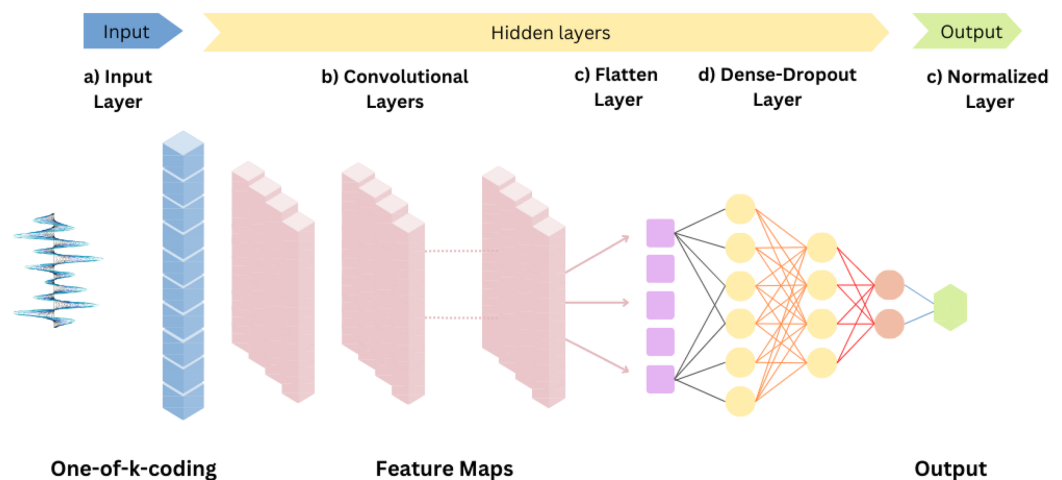 Input
Hidden layers
Output
a) Input
Layer
b) Convolutional
Layers
c) Flatten
Layer
d) Dense-Dropout
Layer
c) Normalized
Layer
One-of-k-coding
Feature Maps
Output